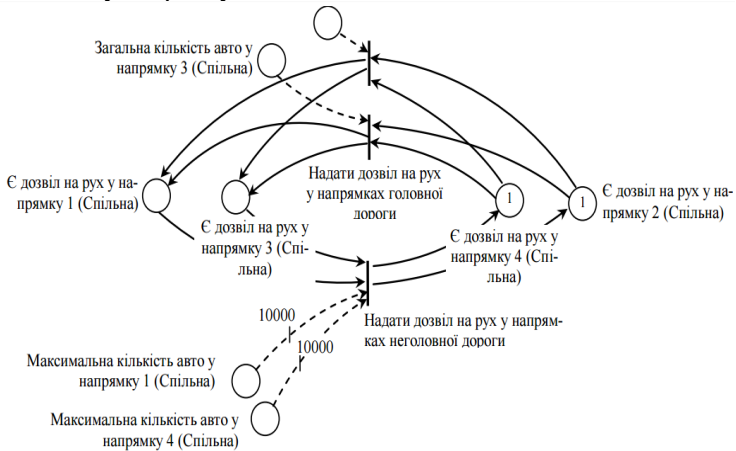 Загальна кількість авто у
напрямку 3 (Спільна)
Є дозвіл на рух у на-
прямку 1 (Спільна)
Надати дозвіл на рух
у напрямках головної
дороги
1
1
Є дозвіл на рух у на-
прямку 2 (Спільна)
Є дозвіл на рух у
напрямку 3 (Спі-
льна)
Є дозвіл на рух у
напрямку 4 (Спі-
льна)
10000
10000
Надати дозвіл на рух у напрям-
ках неголовної дороги
Максимальна кількість авто у
напрямку 1 (Спільна)
Максимальна кількість авто у
напрямку 4 (Спільна)